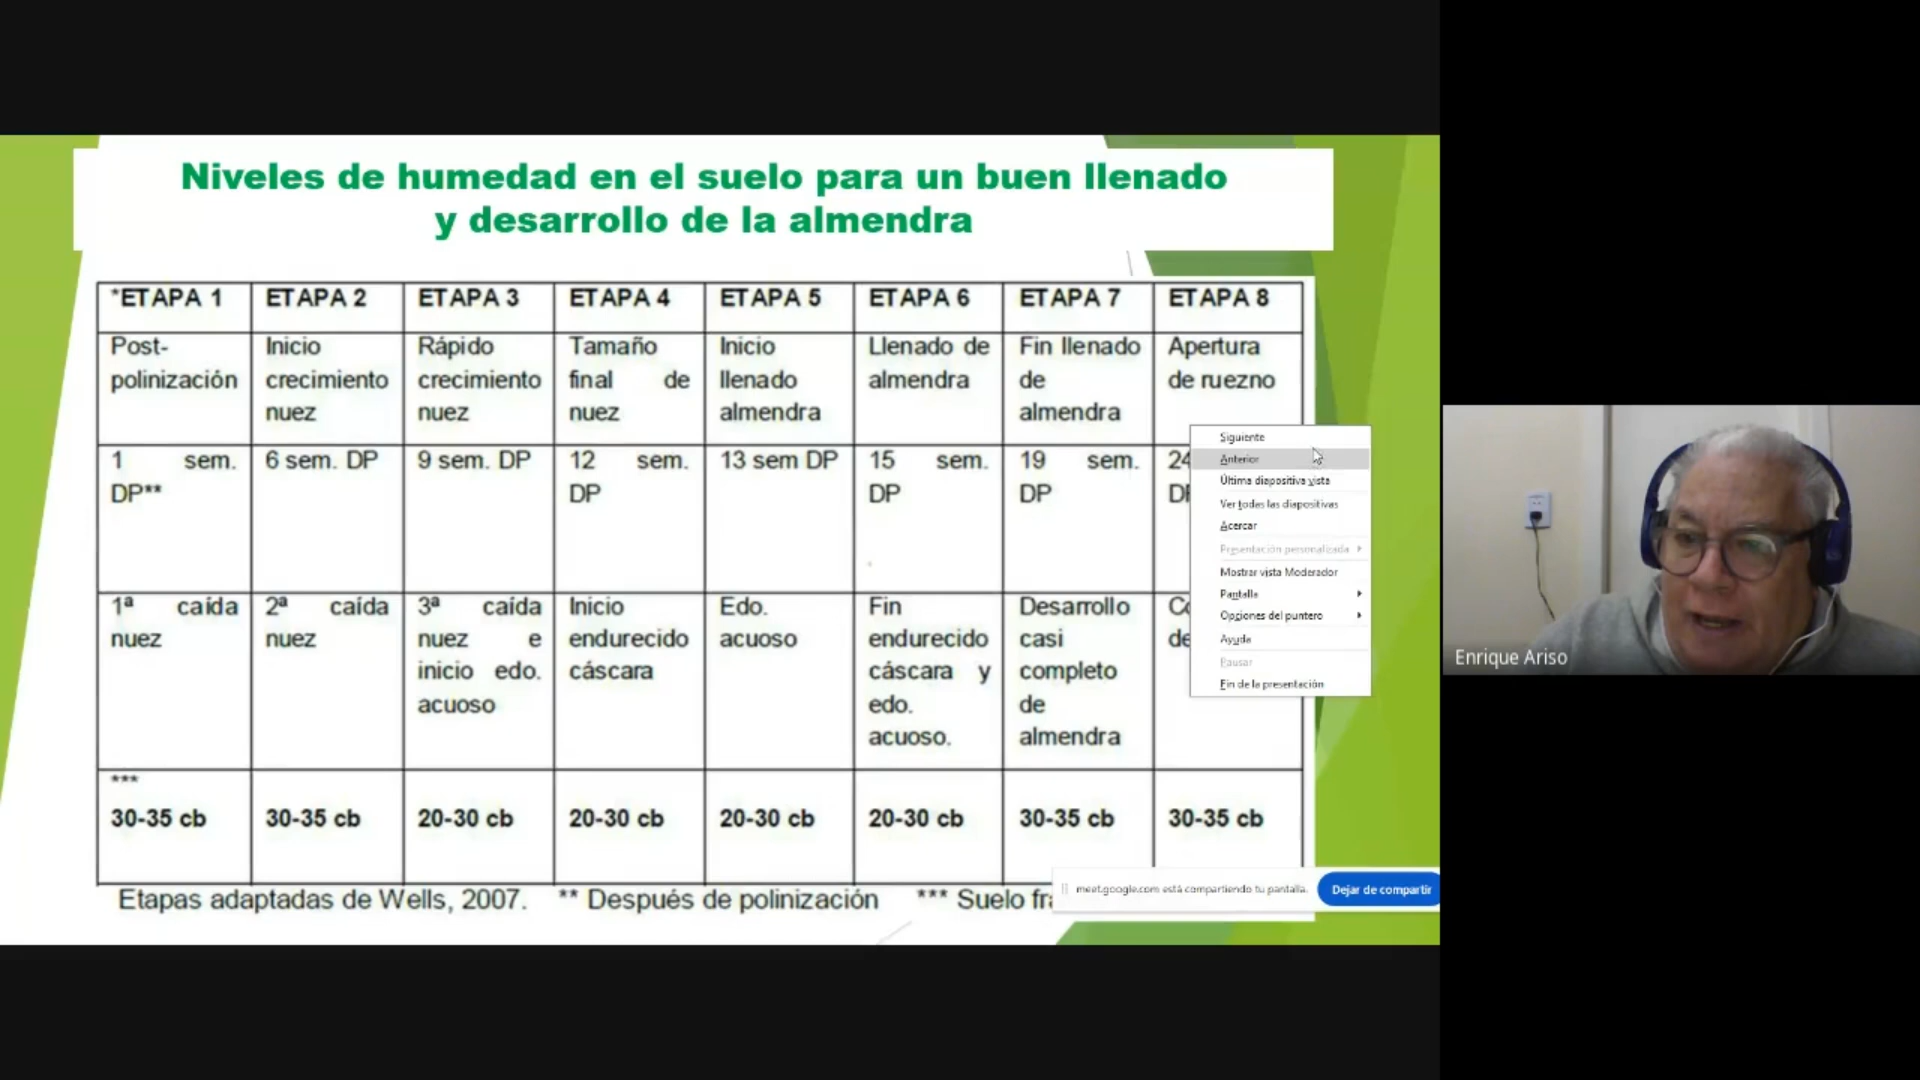 Niveles de humedad en el suelo para un buen llenado
y desarrollo de la almendra
*ETAPA 1 ETAPA 2 ETAPA 3 ETAPA 4 ETAPA 5 ETAPA 6 ETAPA 7 ETAPA 8
Post- Inicio Rápido Tamaño Inicio Llenado de Fin llenado Apertura
polinización crecimiento crecimiento final de llenado almendra de de ruezno
nuez nuez nuez almendra almendra
1 sem. 6 sem. DP 9 sem. DP 12 sem. 13 sem DP 15 sem. 19 sem. 24
DP** DP DP DP
1ª caída 2ª caída 3ª caída Inicio Edo. Fin Desarrollo
nuez nuez nuez e endurecido acuoso endurecido casi
inicio edo. cáscara cáscara y completo
acuoso edo. de
acuoso. almendra
***
30-35 cb 30-35 cb 20-30 cb 20-30 cb 20-30 cb 20-30 cb 30-35 cb 30-35 cb
Etapas adaptadas de Wells, 2007. ** Después de polinización *** Suelo
Siguiente
Anterior
Última diapositiva vista
Ver todas las diapositivas
Acercar
Presentación personalizada
Mostrar vista Moderador
Pantalla
Opciones del puntero
Ayuda
Pausar
Fin de la presentación
meet.google.com está compartiendo tu pantalla.
Dejar de compartir
Enrique Ariso